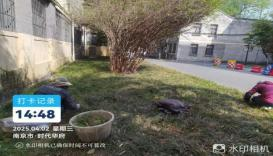 打卡记录
14:48
2025.04.02 星期三
南京市·时代华府
水印相机已确保时间不可篡改
水印相机